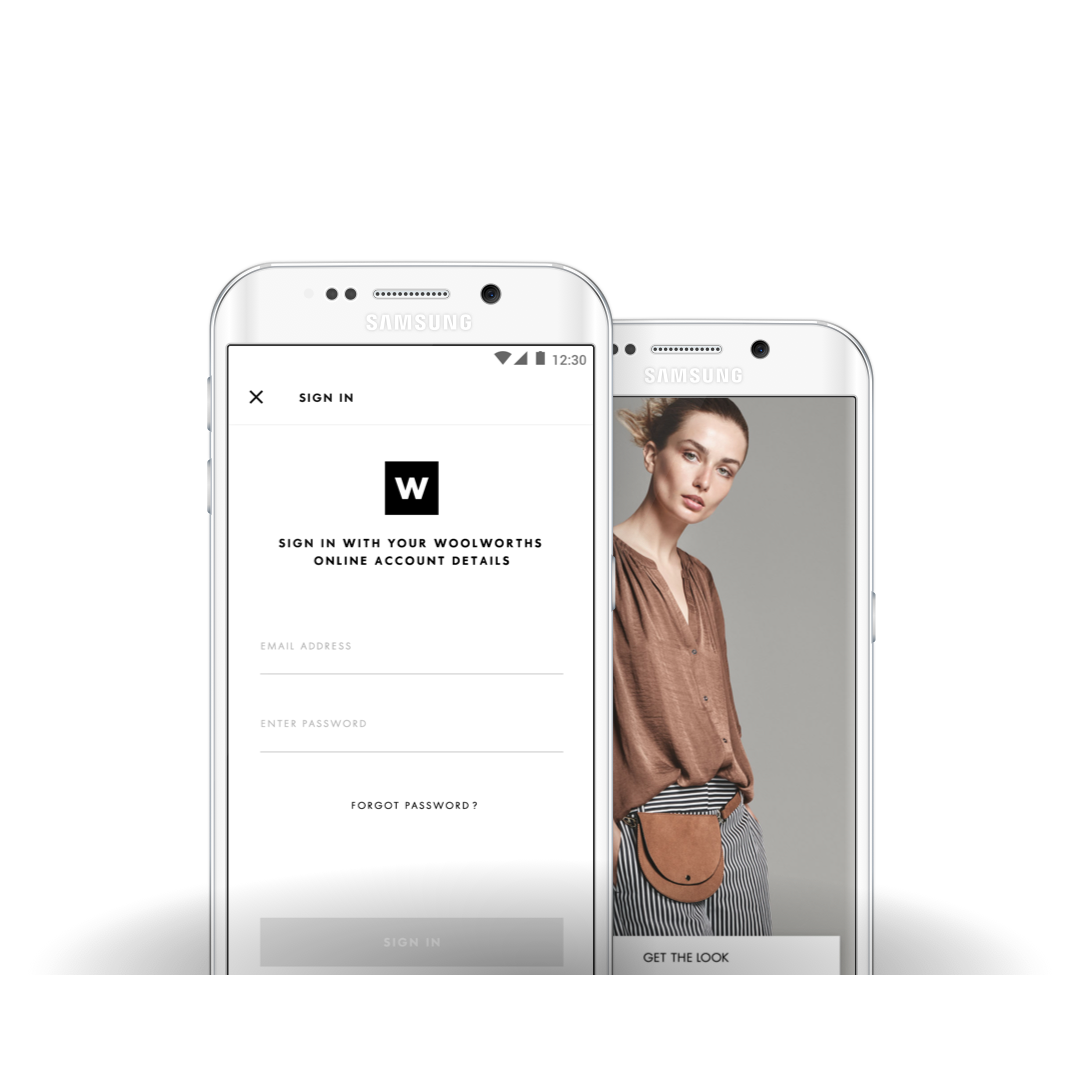 SAMSUNG
12:30
SIGN IN
W
SIGN IN WITH YOUR WOOLWORTHS
ONLINE ACCOUNT DETAILS
EMAIL ADDRESS
ENTER PASSWORD
FORGOT PASSWORD?
SIGN IN
SAMSUNG
GET THE LOOK